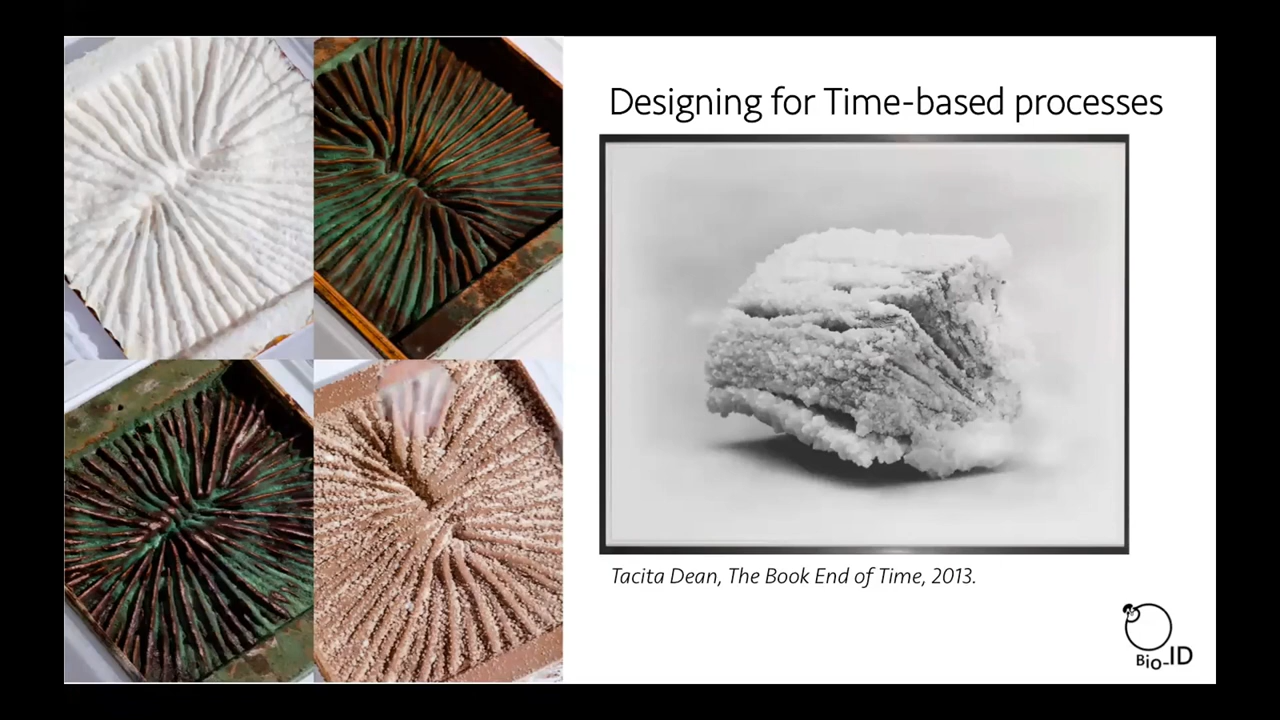 Designing for Time-based processes
Tacita Dean, The Book End of Time, 2013.
Bio-ID